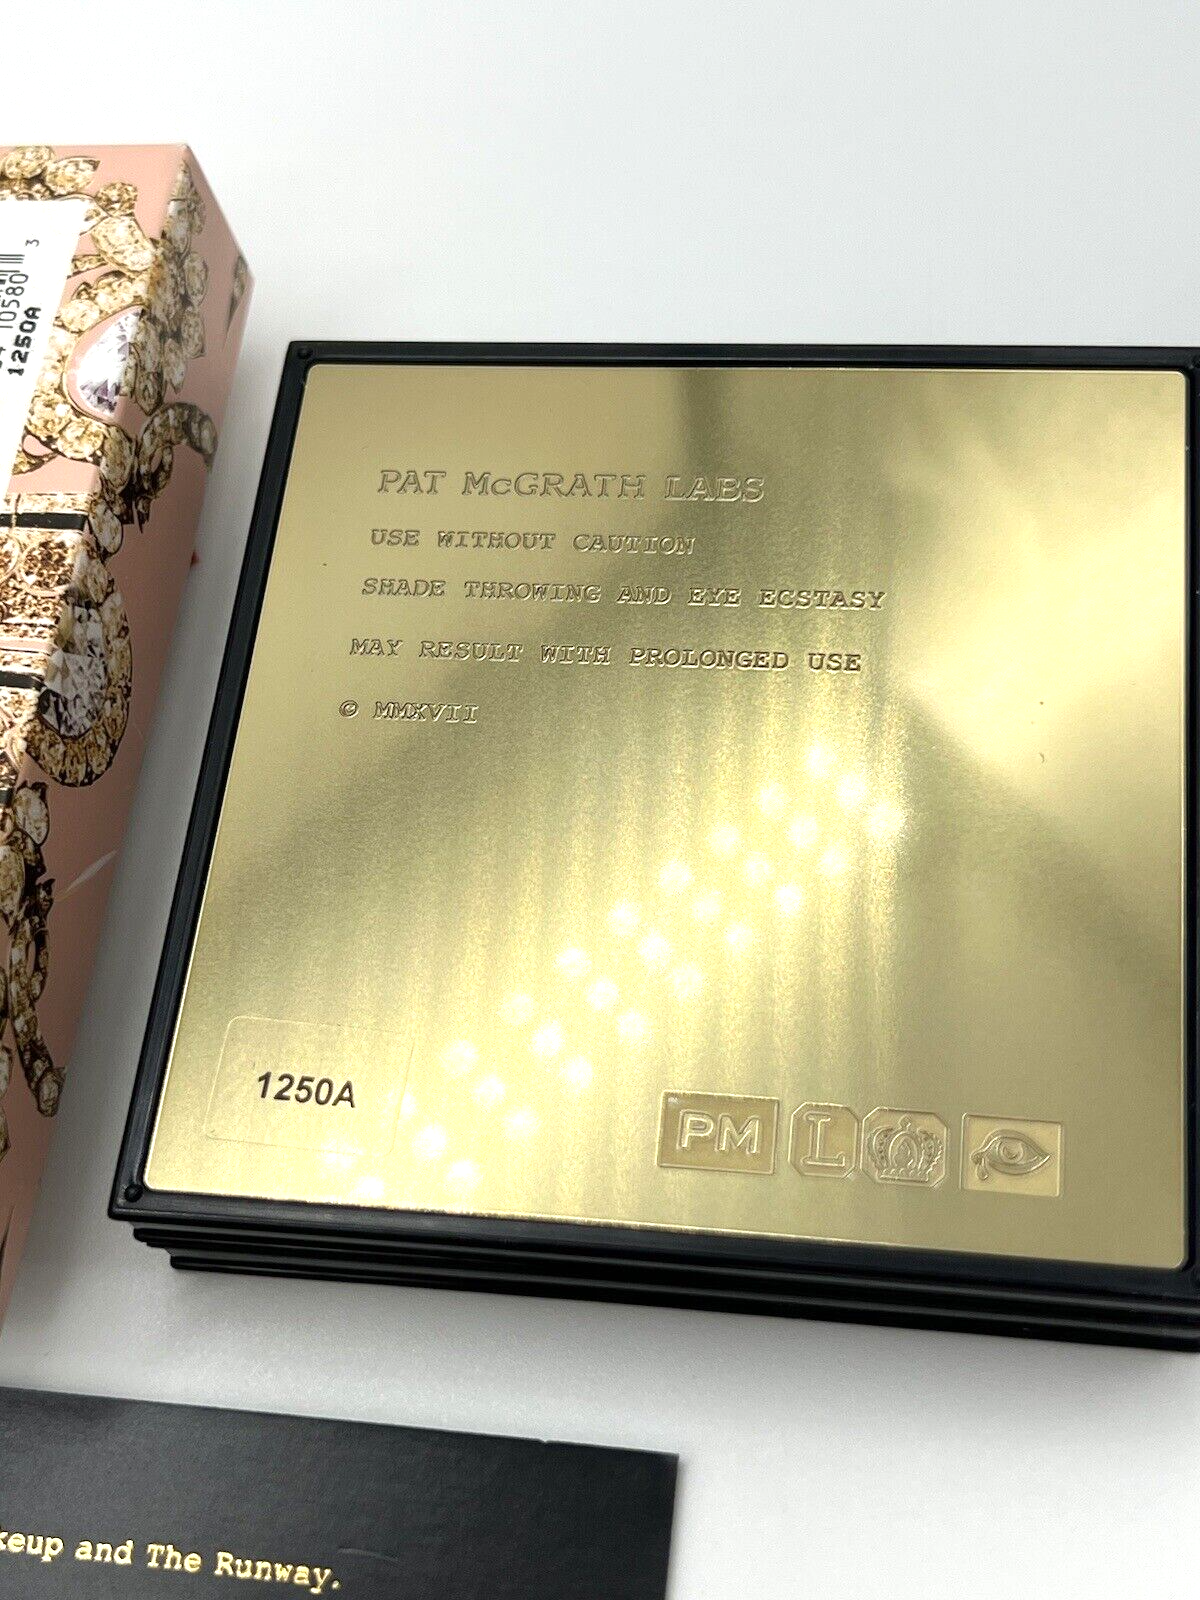 3
10580
1250A
PAT McGRATH LABS
USE WITHOUT CAUTION
SHADE THROWING AND EYE ECSTASY
MAY RESULT WITH PROLONGED USE
© MMXVII
1250A
PM L
and The Runway.